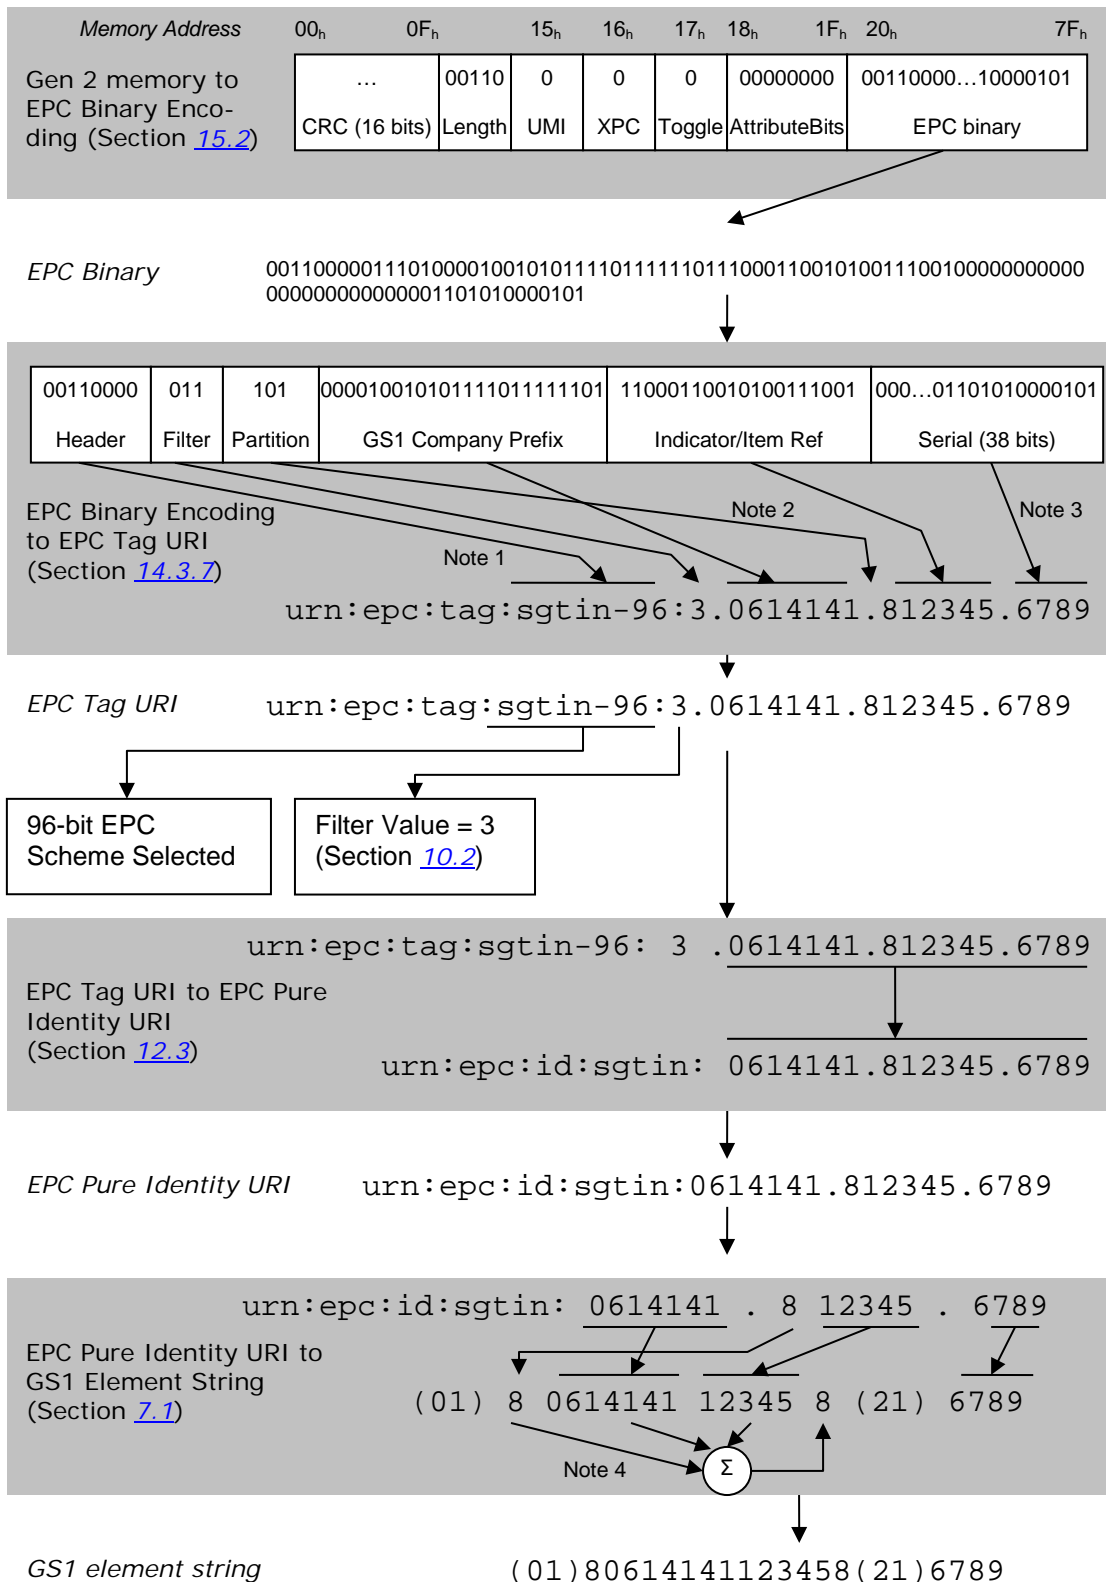 Memory Address 00h 0Fh 15h 16h 17h 18h 1Fh 20h 7Fh
Gen 2 memory to
EPC Binary Enco-
ding (Section 15.2)
… 00110 0 0 0 00000000 00110000…10000101
CRC (16 bits) Length UMI XPC Toggle AttributeBits EPC binary
EPC Binary
001100000111010000100101011110111111011100011001010011100100000000000
000000000000001101010000101
00110000 011 101 000010010101111011111101 11000110010100111001 000…01101010000101
Header Filter Partition GS1 Company Prefix Indicator/Item Ref Serial (38 bits)
EPC Binary Encoding
to EPC Tag URI
(Section 14.3.7)
Note 1
Note 2
Note 3
urn:epc:tag:sgtin-96:3.0614141.812345.6789
EPC Tag URI urn:epc:tag:sgtin-96:3.0614141.812345.6789
96-bit EPC
Scheme Selected
Filter Value = 3
(Section 10.2)
urn:epc:tag:sgtin-96: 3 .0614141.812345.6789
EPC Tag URI to EPC Pure
Identity URI
(Section 12.3)
urn:epc:id:sgtin: 0614141.812345.6789
EPC Pure Identity URI urn:epc:id:sgtin:0614141.812345.6789
urn:epc:id:sgtin: 0614141 . 8 12345 . 6789
EPC Pure Identity URI to
GS1 Element String
(Section 7.1)
(01) 8 0614141 12345 8 (21) 6789
Note 4
Σ
GS1 element string (01)80614141123458(21)6789